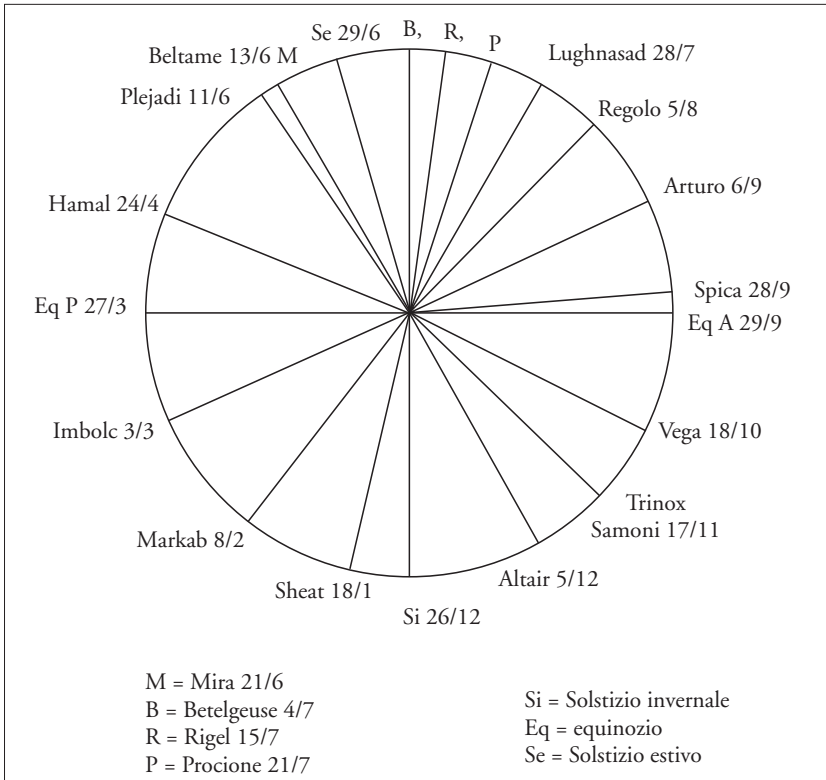 Se 29/6
B,
R,
P
Beltame 13/6 M
Lughnasad 28/7
Plejadi 11/6
Regolo 5/8
Arturo 6/9
Hamal 24/4
Spica 28/9
Eq P 27/3
Eq A 29/9
Imbolc 3/3
Vega 18/10
Trinox
Samoni 17/11
Markab 8/2
Altair 5/12
Sheat 18/1
Si 26/12
M = Mira 21/6
B = Betelgeuse 4/7
R = Rigel 15/7
P = Procione 21/7
Si = Solstizio invernale
Eq = equinozio
Se = Solstizio estivo